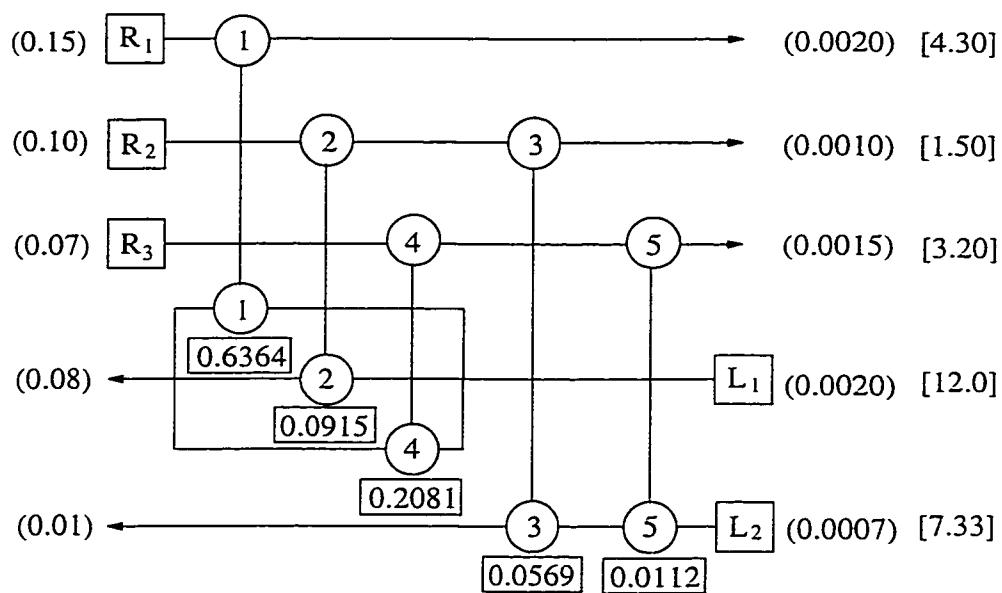 (0.15) R1 1 (0.0020) [4.30]
(0.10) R2 2 3 (0.0010) [1.50]
(0.07) R3 4 5 (0.0015) [3.20]
1
0.6364
(0.08) 2 L1 (0.0020) [12.0]
0.0915
4
0.2081
(0.01) 3 5 L2 (0.0007) [7.33]
0.0569 0.0112